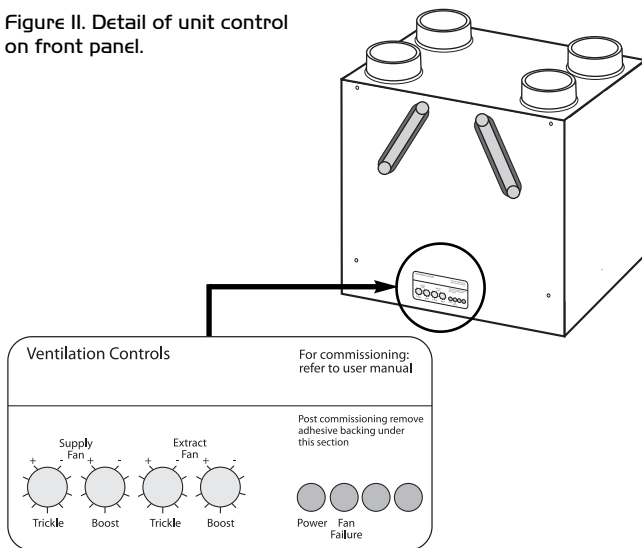 Figure 11. Detail of unit control
on front panel.
Ventilation Controls
For commissioning:
refer to user manual
Post commissioning remove
adhesive backing under
this section
Supply
Fan
Extract
Fan
+ - + - + - + -
Trickle Boost Trickle Boost
Power Fan
Failure